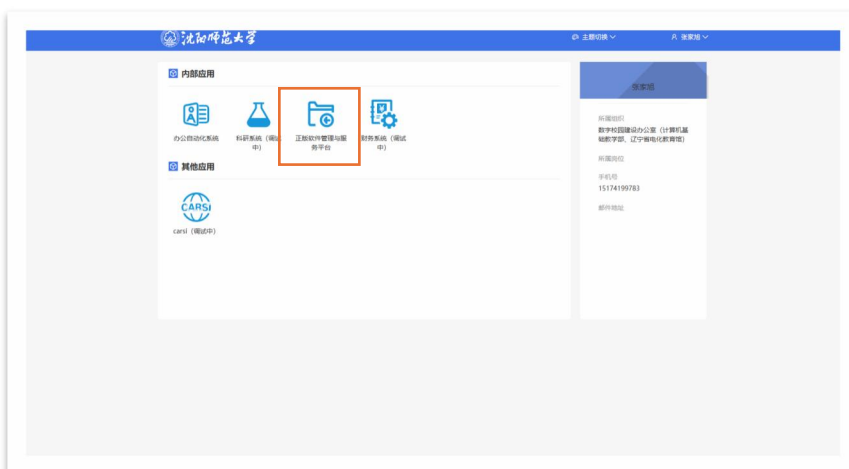 沈阳师范大学
主题切换
张家旭
内部应用
办公自动化系统
科研系统（调试
中）
正版软件管理与服
务平台
财务系统（调试
中）
其他应用
CARSI
carsi（调试中）
张家旭
所属组织
数字校园建设办公室（计算机基
础教学部、辽宁省电化教育馆）
所属岗位
手机号
15174199783
邮件地址